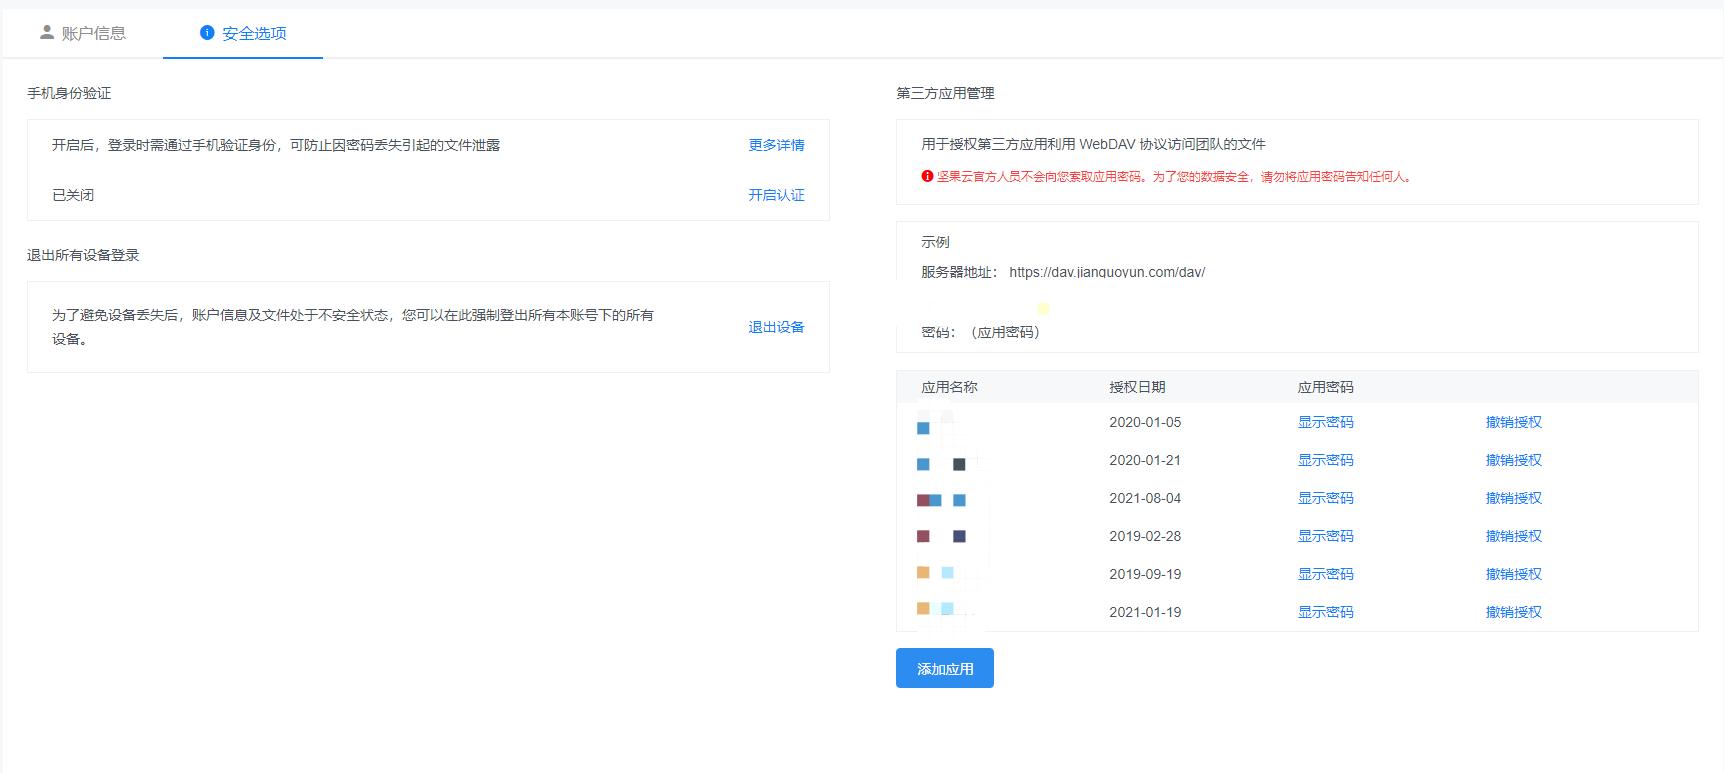 账户信息
安全选项
手机身份验证
开启后，登录时需通过手机验证身份，可防止因密码丢失引起的文件泄露
更多详情
已关闭
开启认证
退出所有设备登录
为了避免设备丢失后，账户信息及文件处于不安全状态，您可以在此强制登出所有本账号下的所有
设备。
退出设备
第三方应用管理
用于授权第三方应用利用 WebDAV 协议访问团队的文件
坚果云官方人员不会向您索取应用密码。为了您的数据安全，请勿将应用密码告知任何人。
示例
服务器地址： https://dav.jianguoyun.com/dav/
密码：（应用密码）
应用名称 授权日期 应用密码
2020-01-05 显示密码 撤销授权
2020-01-21 显示密码 撤销授权
2021-08-04 显示密码 撤销授权
2019-02-28 显示密码 撤销授权
2019-09-19 显示密码 撤销授权
2021-01-19 显示密码 撤销授权
添加应用